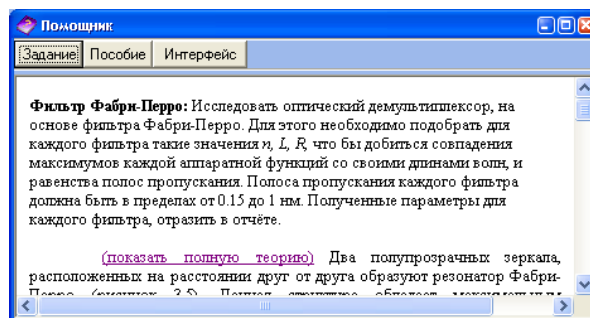 Помощник
Задание Пособие Интерфейс
Фильтр Фабри-Перро: Исследовать оптический демультиплексор, на
основе фильтра Фабри-Перро. Для этого необходимо подобрать для
каждого фильтра такие значения n, L, R, что бы добиться совпадения
максимумов каждой аппаратной функций со своими длинами волн, и
равенства полос пропускания. Полоса пропускания каждого фильтра
должна быть в пределах от 0.15 до 1 нм. Полученные параметры для
каждого фильтра, отразить в отчёте.
(показать полную теорию) Два полупрозрачных зеркала,
расположенных на расстоянии друг от друга образуют резонатор Фабри-